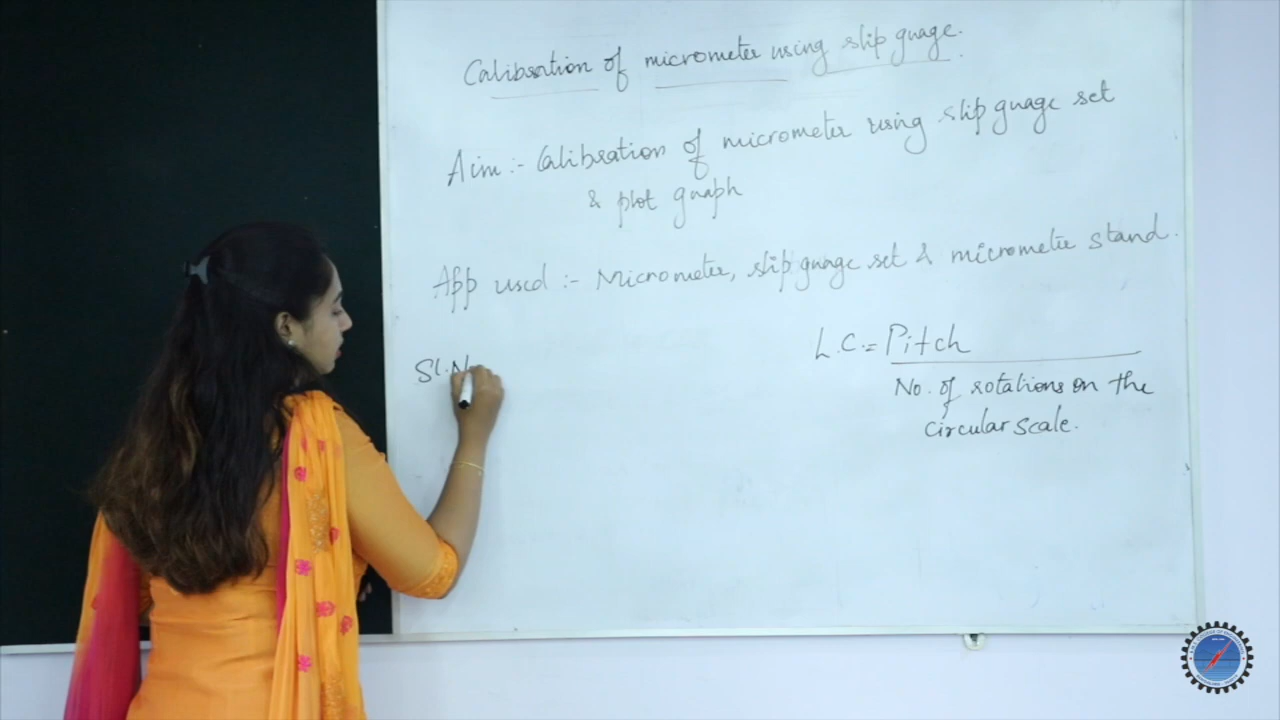 Calibration of micrometer using slip guage.
Aim :- Calibration of micrometer using slip guage set
& plot graph
App used :- Micrometer, slip guage set & micrometer stand.
L.C. = Pitch
No. of rotations on the
circular scale.
Sl.N